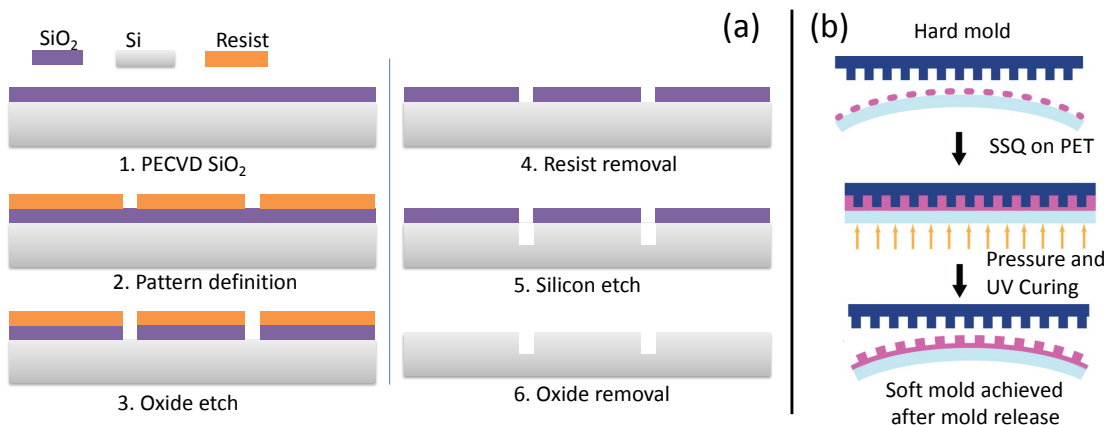 (a)
SiO₂
Si
Resist
1. PECVD SiO₂
2. Pattern definition
3. Oxide etch
4. Resist removal
5. Silicon etch
6. Oxide removal
(b)
Hard mold
SSQ on PET
Pressure and
UV Curing
Soft mold achieved
after mold release